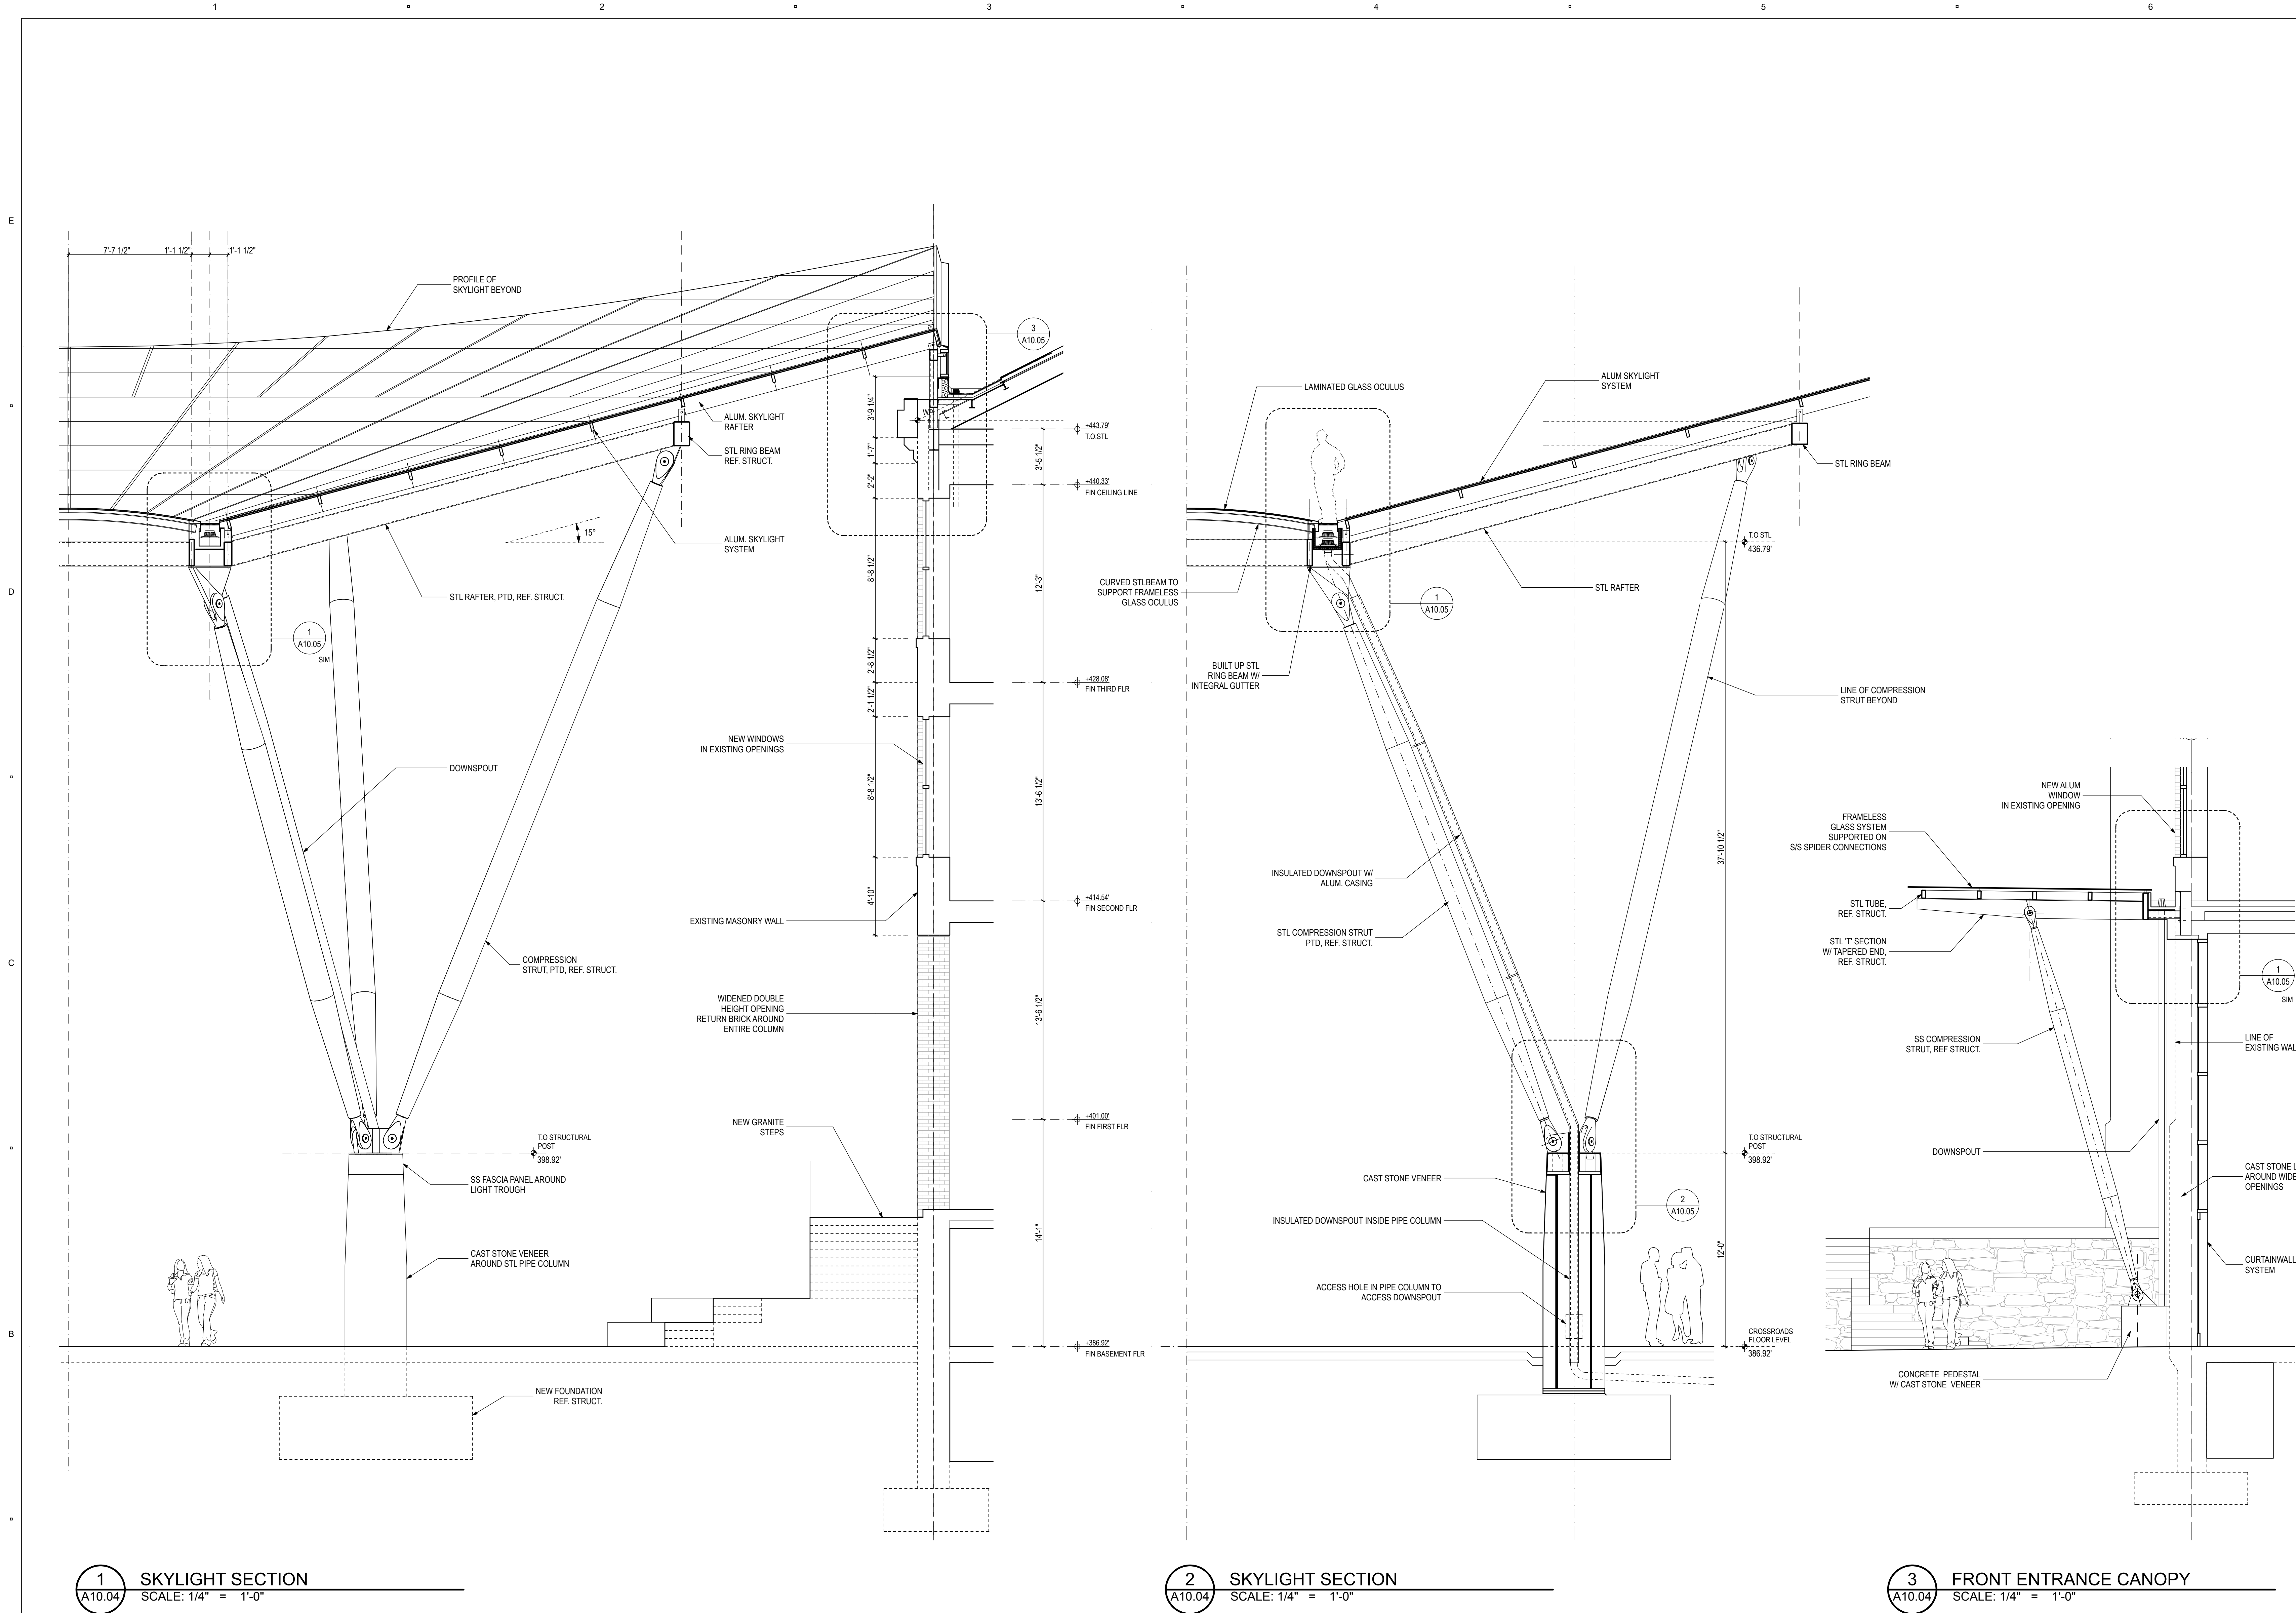 1
2
3
4
5
6
E
D
C
B
7'-7 1/2"
1'-1 1/2"
1'-1 1/2"
PROFILE OF
SKYLIGHT BEYOND
3
A10.05
ALUM. SKYLIGHT
RAFTER
STL RING BEAM
REF. STRUCT.
ALUM. SKYLIGHT
SYSTEM
15°
STL RAFTER, PTD, REF. STRUCT.
1
A10.05
SIM
DOWNSPOUT
COMPRESSION
STRUT, PTD, REF. STRUCT.
T.O STRUCTURAL
POST
398.92'
SS FASCIA PANEL AROUND
LIGHT TROUGH
CAST STONE VENEER
AROUND STL PIPE COLUMN
NEW FOUNDATION
REF. STRUCT.
NEW WINDOWS
IN EXISTING OPENINGS
EXISTING MASONRY WALL
WIDENED DOUBLE
HEIGHT OPENING
RETURN BRICK AROUND
ENTIRE COLUMN
NEW GRANITE
STEPS
3'-9 1/4"
1'-7"
2'-2"
8'-8 1/2"
2'-8 1/2"
2'-1 1/2"
8'-8 1/2"
4'-10"
3'-5 1/2"
12'-3"
13'-6 1/2"
13'-6 1/2"
14'-1"
+443.79'
T.O.STL
+440.33'
FIN CEILING LINE
+428.08'
FIN THIRD FLR
+414.54'
FIN SECOND FLR
+401.00'
FIN FIRST FLR
+386.92'
FIN BASEMENT FLR
1
A10.04
SKYLIGHT SECTION
SCALE: 1/4" = 1'-0"
LAMINATED GLASS OCULUS
ALUM SKYLIGHT
SYSTEM
STL RING BEAM
T.O STL
436.79'
CURVED STLBEAM TO
SUPPORT FRAMELESS
GLASS OCULUS
STL RAFTER
1
A10.05
BUILT UP STL
RING BEAM W/
INTEGRAL GUTTER
LINE OF COMPRESSION
STRUT BEYOND
37'-10 1/2"
INSULATED DOWNSPOUT W/
ALUM. CASING
STL COMPRESSION STRUT
PTD, REF. STRUCT.
T.O STRUCTURAL
POST
398.92'
CAST STONE VENEER
2
A10.05
INSULATED DOWNSPOUT INSIDE PIPE COLUMN
12'-0"
ACCESS HOLE IN PIPE COLUMN TO
ACCESS DOWNSPOUT
CROSSROADS
FLOOR LEVEL
386.92'
2
A10.04
SKYLIGHT SECTION
SCALE: 1/4" = 1'-0"
NEW ALUM
WINDOW
IN EXISTING OPENING
FRAMELESS
GLASS SYSTEM
SUPPORTED ON
S/S SPIDER CONNECTIONS
STL TUBE,
REF. STRUCT.
STL 'T' SECTION
W/ TAPERED END,
REF. STRUCT.
1
A10.05
SIM
SS COMPRESSION
STRUT, REF STRUCT.
LINE OF
EXISTING WAL
DOWNSPOUT
CAST STONE
AROUND WIDE
OPENINGS
CURTAINWALL
SYSTEM
CONCRETE PEDESTAL
W/ CAST STONE VENEER
3
A10.04
FRONT ENTRANCE CANOPY
SCALE: 1/4" = 1'-0"